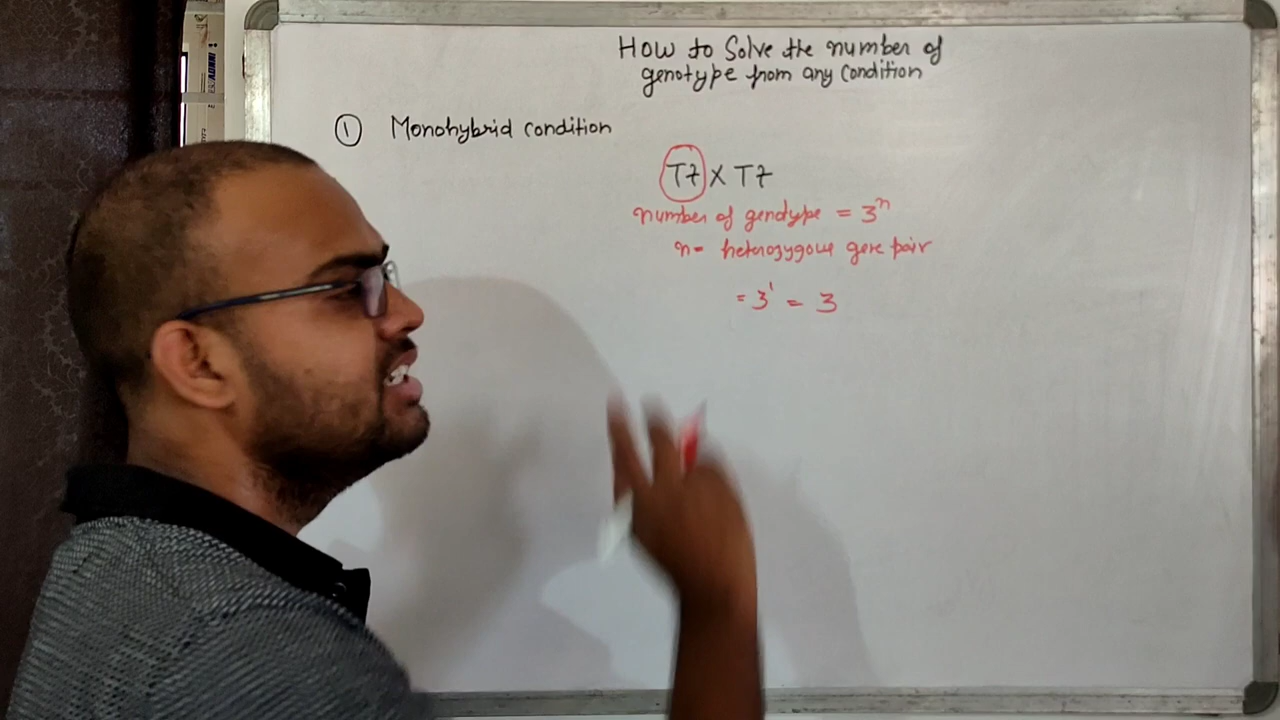 How to Solve the number of
genotype from any Condition
① Monohybrid condition
Tt X Tt
number of genotype = 3ⁿ
n = heterozygous gene pair
= 3¹ = 3